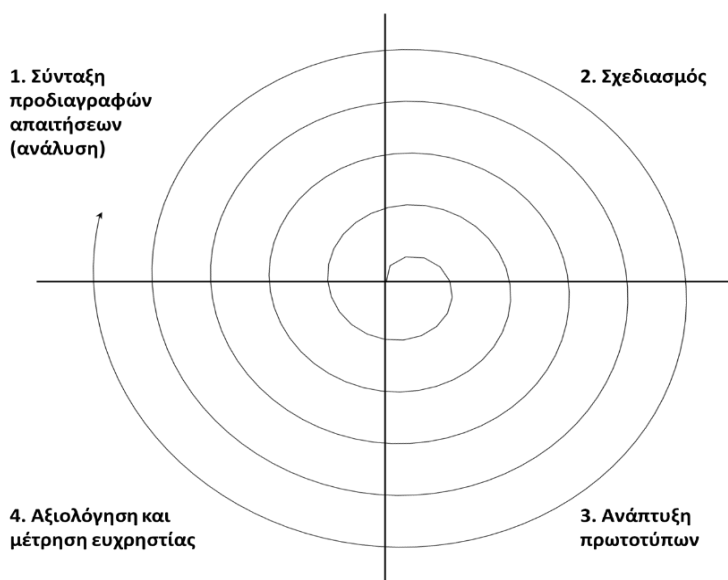 1. Σύνταξη
προδιαγραφών
απαιτήσεων
(ανάλυση)
2. Σχεδιασμός
4. Αξιολόγηση και
μέτρηση ευχρηστίας
3. Ανάπτυξη
πρωτοτύπων